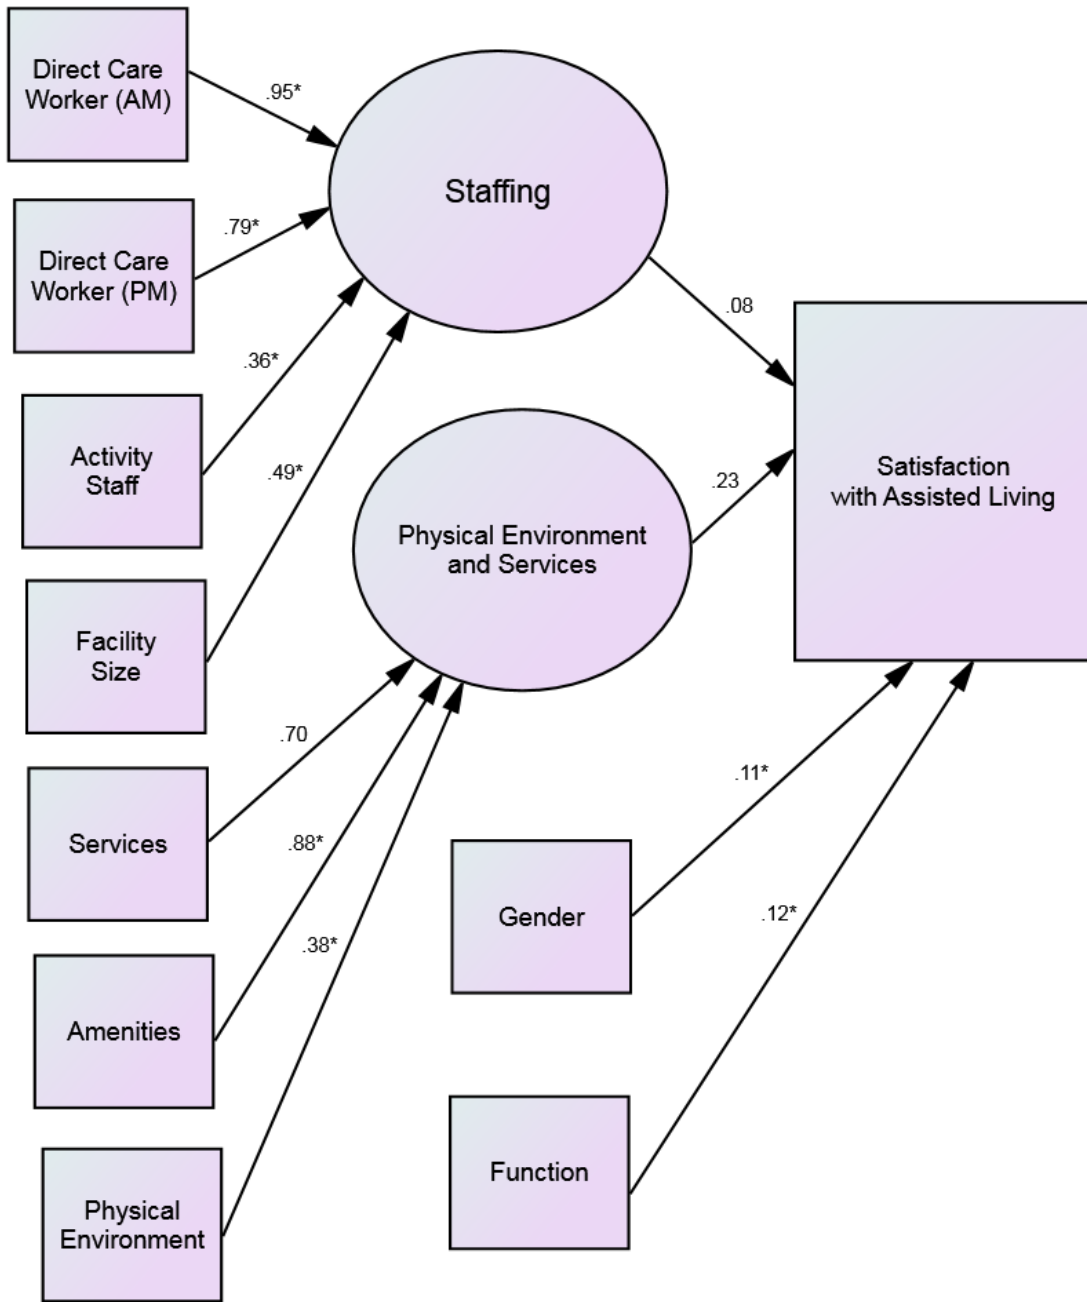 Direct Care
Worker (AM)
.95*
Staffing
Direct Care
Worker (PM)
.79*
.08
.36*
Activity
Staff
.49*
Satisfaction
with Assisted Living
.23
Physical Environment
and Services
Facility
Size
.70
.11*
Services
.88*
Gender
.12*
.38*
Amenities
Function
Physical
Environment